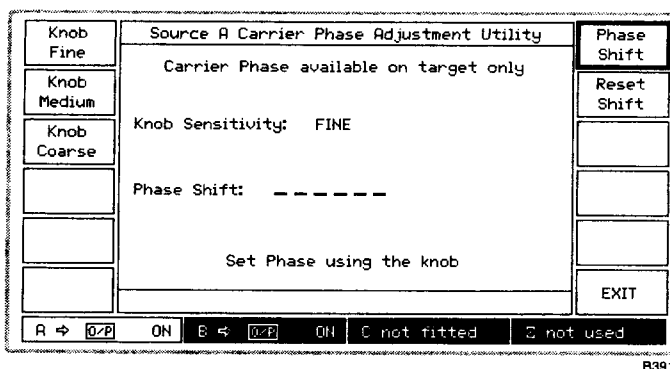 Knob
Fine
Knob
Medium
Knob
Coarse
Source A Carrier Phase Adjustment Utility
Carrier Phase available on target only
Knob Sensitivity: FINE
Phase Shift: _ _ _ _ _ _
Set Phase using the knob
Phase
Shift
Reset
Shift
EXIT
A ⇨ O/P ON
B ⇨ O/P ON
C not fitted
not used
B391